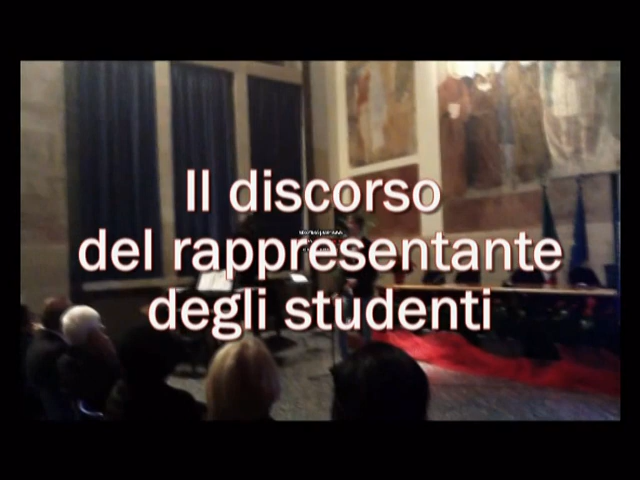 Il discorso
del rappresentante
degli studenti